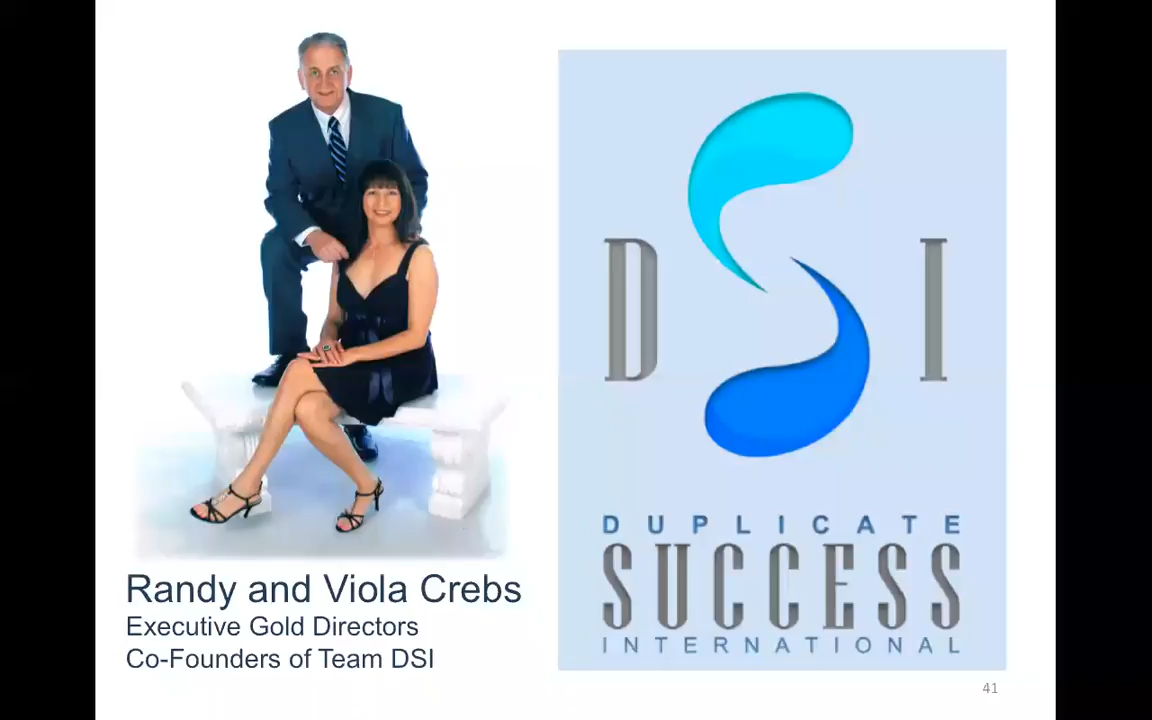 Randy and Viola Crebs
Executive Gold Directors
Co-Founders of Team DSI
D S I
DUPLICATE
SUCCESS
INTERNATIONAL
41